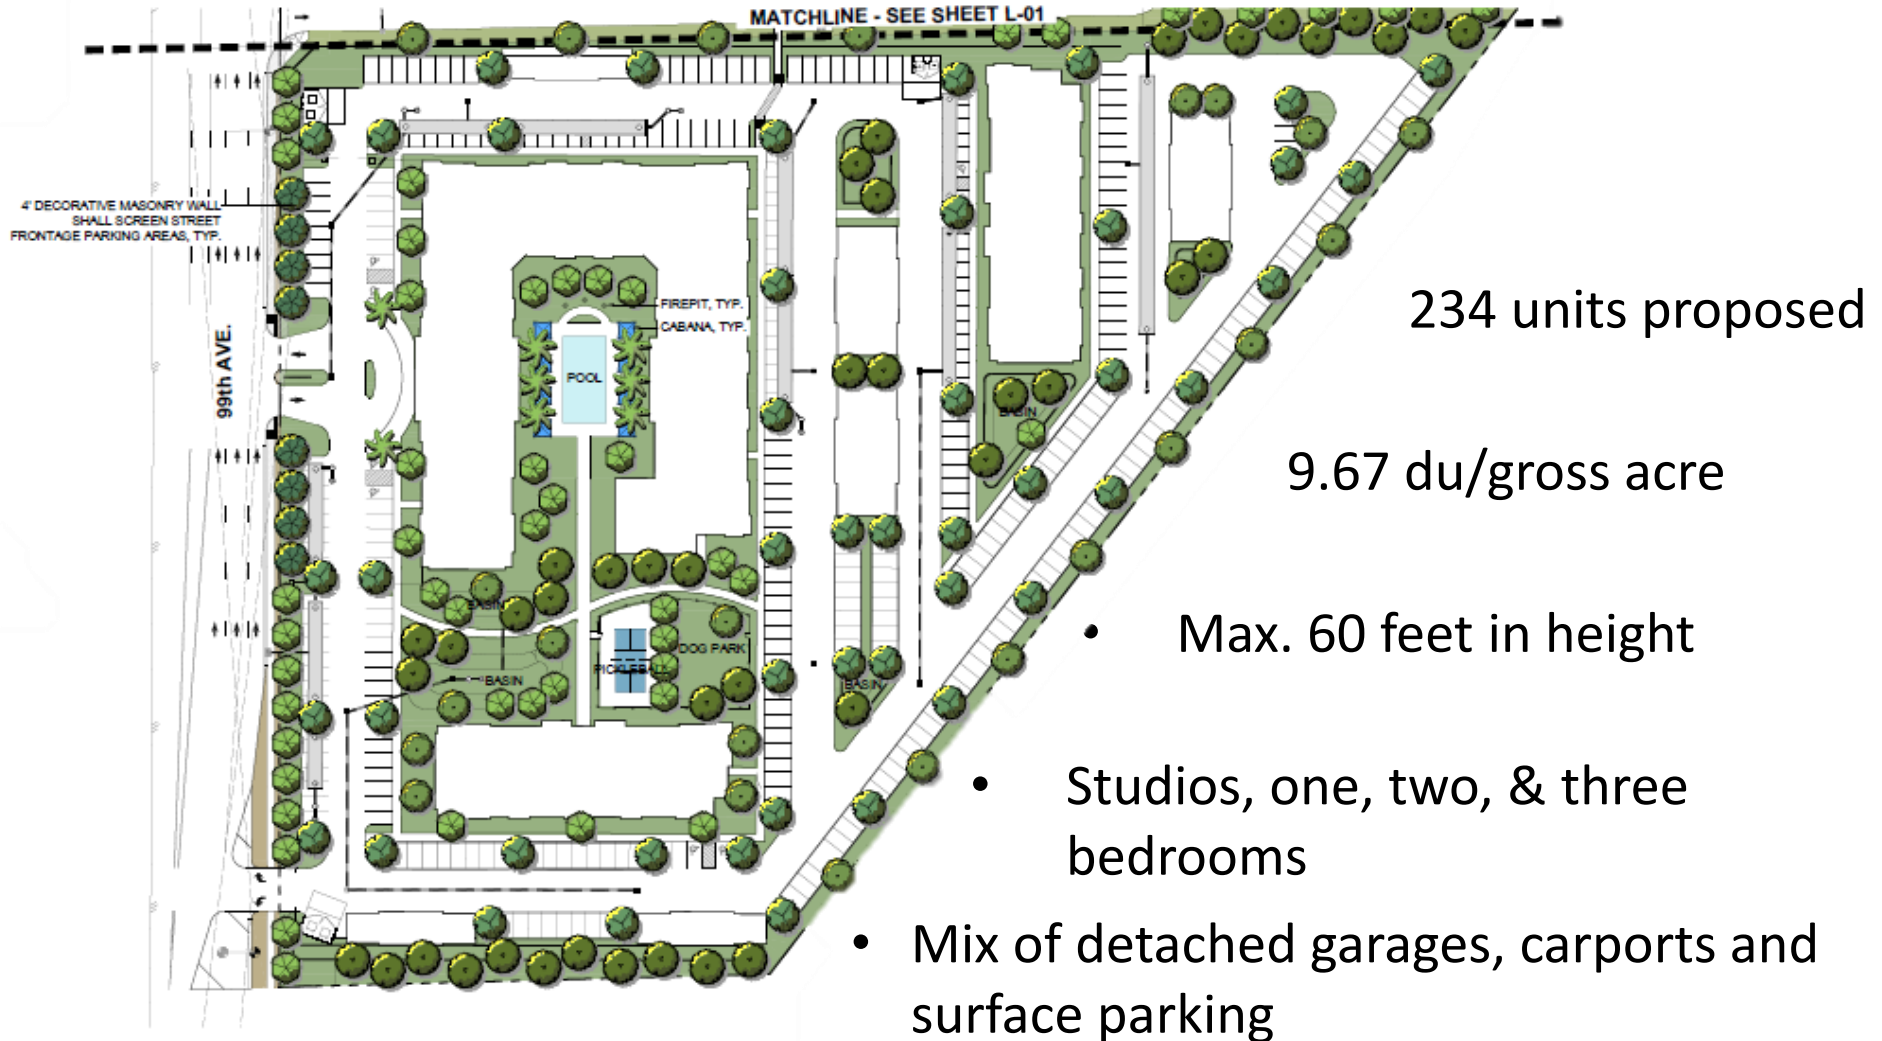 MATCHLINE - SEE SHEET L-01
4' DECORATIVE MASONRY WALL
SHALL SCREEN STREET
FRONTAGE PARKING AREAS, TYP.
99th AVE.
FIREPIT, TYP.
CABANA, TYP.
POOL
BASIN
BASIN
BASIN
DOG PARK
BASIN
234 units proposed
9.67 du/gross acre
• Max. 60 feet in height
• Studios, one, two, & three
bedrooms
• Mix of detached garages, carports and
surface parking